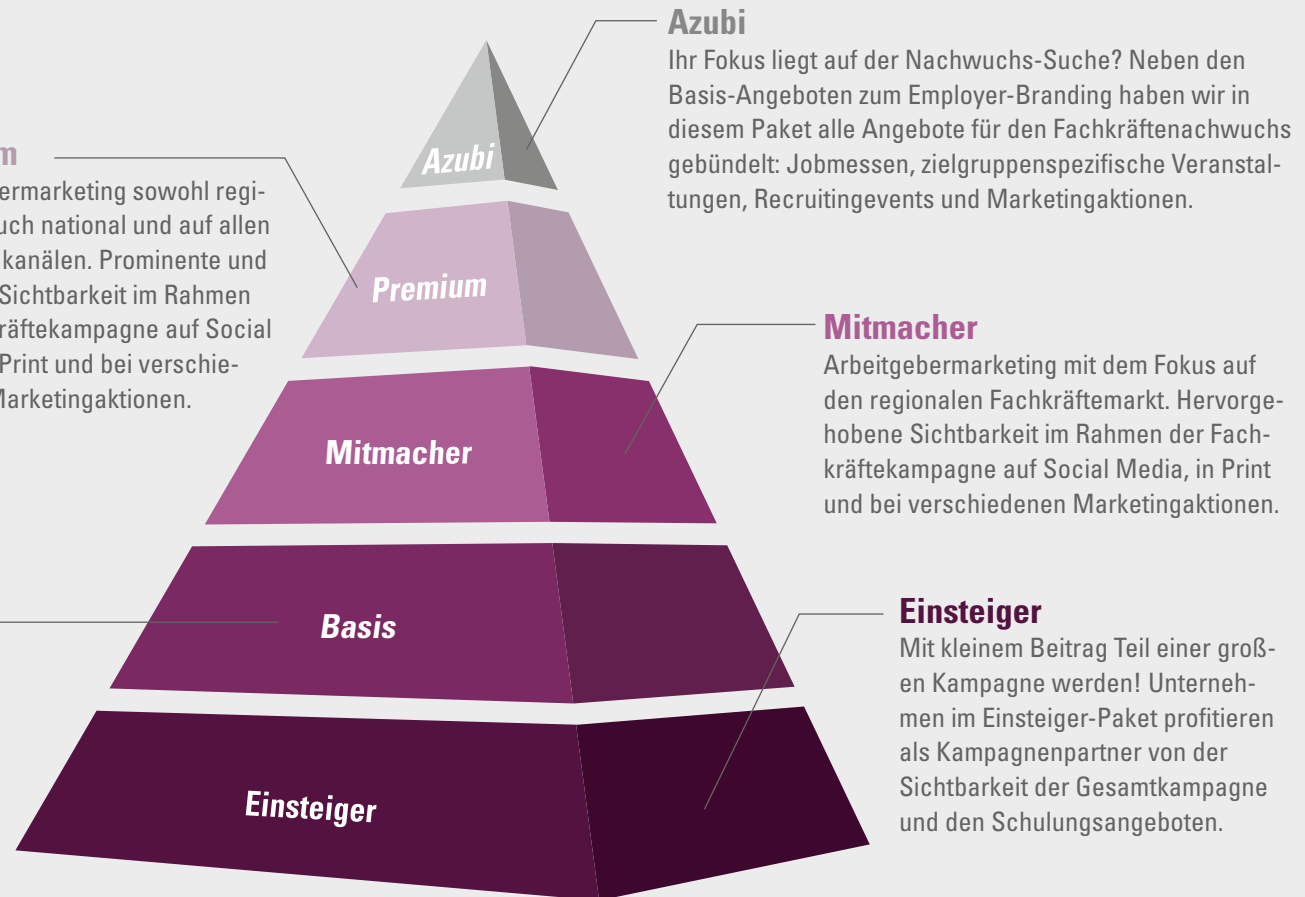 Azubi
Ihr Fokus liegt auf der Nachwuchs-Suche? Neben den
Basis-Angeboten zum Employer-Branding haben wir in
diesem Paket alle Angebote für den Fachkräftenachwuchs
gebündelt: Jobmessen, zielgruppenspezifische Veranstal-
tungen, Recruitingevents und Marketingaktionen.
m
ermarketing sowohl regi-
uch national und auf allen
kanälen. Prominente und
Sichtbarkeit im Rahmen
räftekampagne auf Social
Print und bei verschie-
Marketingaktionen.
Azubi
Premium
Mitmacher
Basis
Einsteiger
Mitmacher
Arbeitgebermarketing mit dem Fokus auf
den regionalen Fachkräftemarkt. Hervorge-
hobene Sichtbarkeit im Rahmen der Fach-
kräftekampagne auf Social Media, in Print
und bei verschiedenen Marketingaktionen.
Einsteiger
Mit kleinem Beitrag Teil einer groß-
en Kampagne werden! Unterneh-
men im Einsteiger-Paket profitieren
als Kampagnenpartner von der
Sichtbarkeit der Gesamtkampagne
und den Schulungsangeboten.